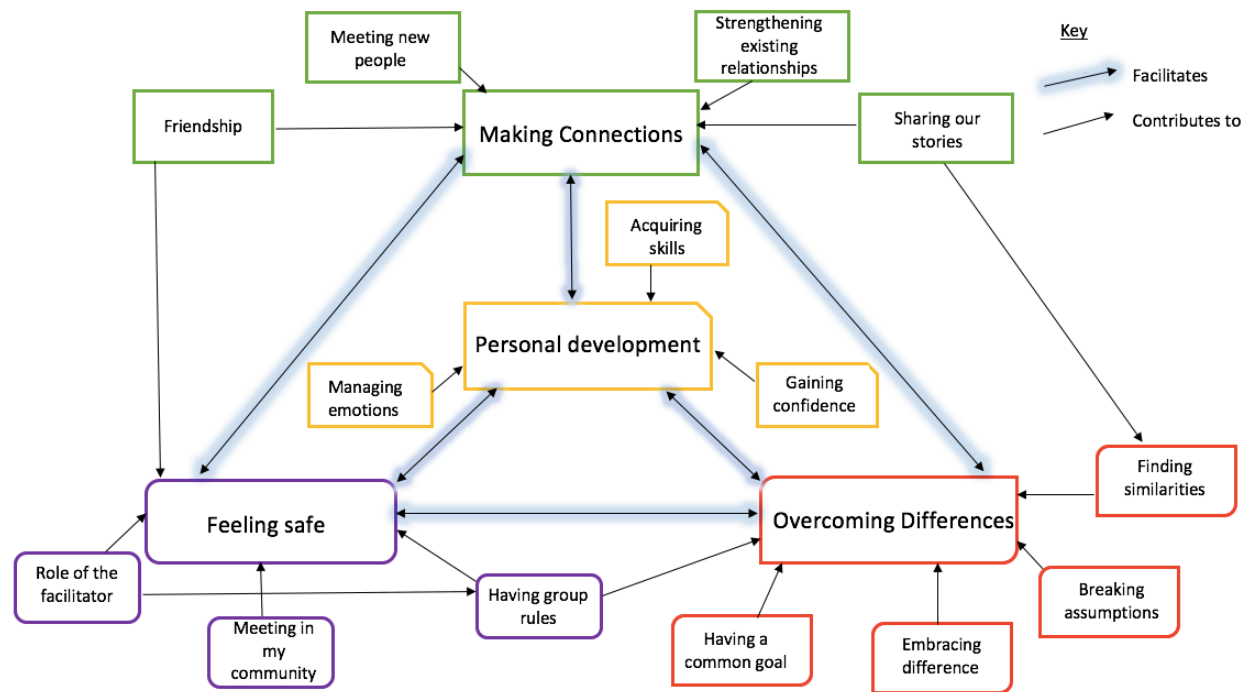 Meeting new
people
Strengthening
existing
relationships
Key
Facilitates
Contributes to
Friendship
Making Connections
Sharing our
stories
Acquiring
skills
Personal development
Managing
emotions
Gaining
confidence
Finding
similarities
Feeling safe
Overcoming Differences
Role of the
facilitator
Having group
rules
Breaking
assumptions
Meeting in
my
community
Having a
common goal
Embracing
difference